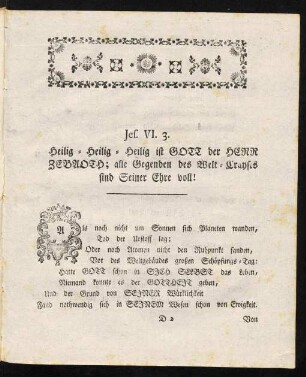 Jes. VI. 3.
Heilig - Heilig - Heilig ist GOTT der HERR
ZEBAOTH; alle Gegenden des Welt-Crayses
sind Seiner Ehre voll!
Als noch nicht um Sonnen sich Planeten wanden,
Tod der Urstoff lag;
Oder noch Atomen nicht den Ruhpunkt fanden,
Vor des Weltgebäudes großen Schöpfungs-Tag:
Hatte GOTT schon in SICH SELBST das Leben,
Niemand konnte es der GOTTHEIT geben,
Und der Grund von SEINER Würklichkeit
Fand nothwendig sich in SEINEM Wesen schon von Ewigkeit.
D 2
Von